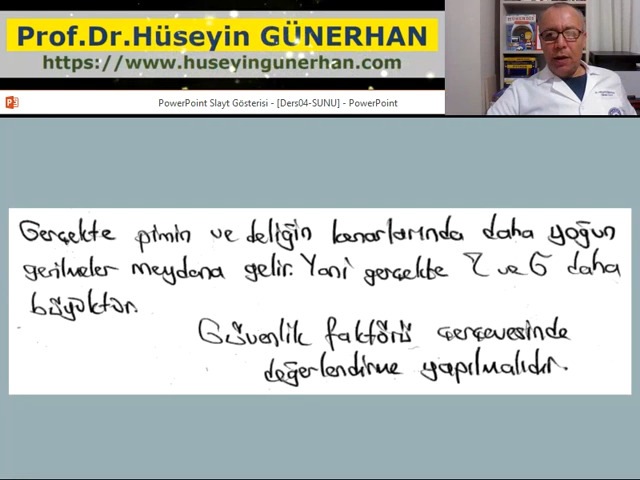 Prof.Dr.Hüseyin GÜNERHAN
https://www.huseyingunerhan.com
PowerPoint Slayt Gösterisi - [Ders04-SUNU] - PowerPoint
Gerçekte pimin ve deliğin kenarlarında daha yoğun
gerilmeler meydana gelir. Yani gerçekte τ ve σ daha
büyüktür.
Güvenlik faktörü çerçevesinde
değerlendirme yapılmalıdır.